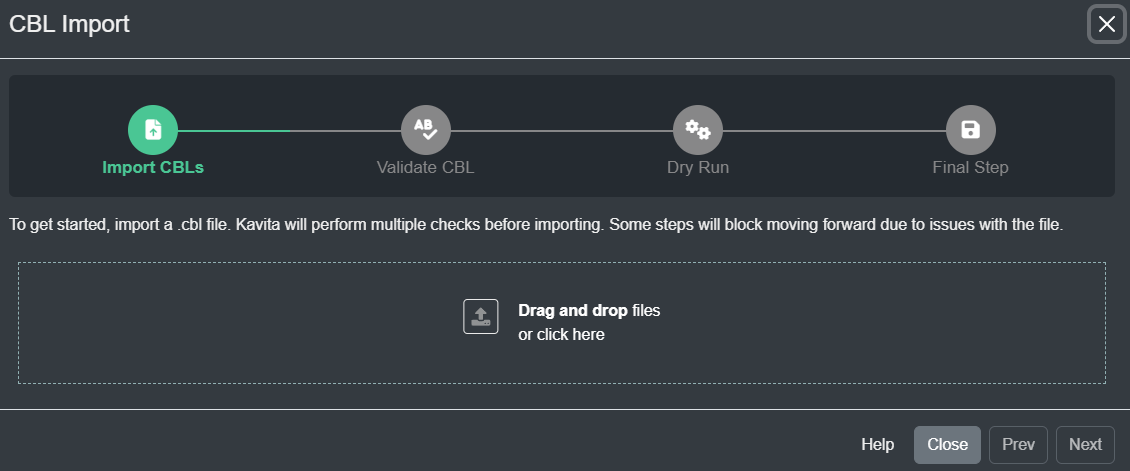 CBL Import
AB
Import CBLs
Validate CBL
Dry Run
Final Step
To get started, import a .cbl file. Kavita will perform multiple checks before importing. Some steps will block moving forward due to issues with the file.
Drag and drop files
or click here
Help
Close
Prev
Next